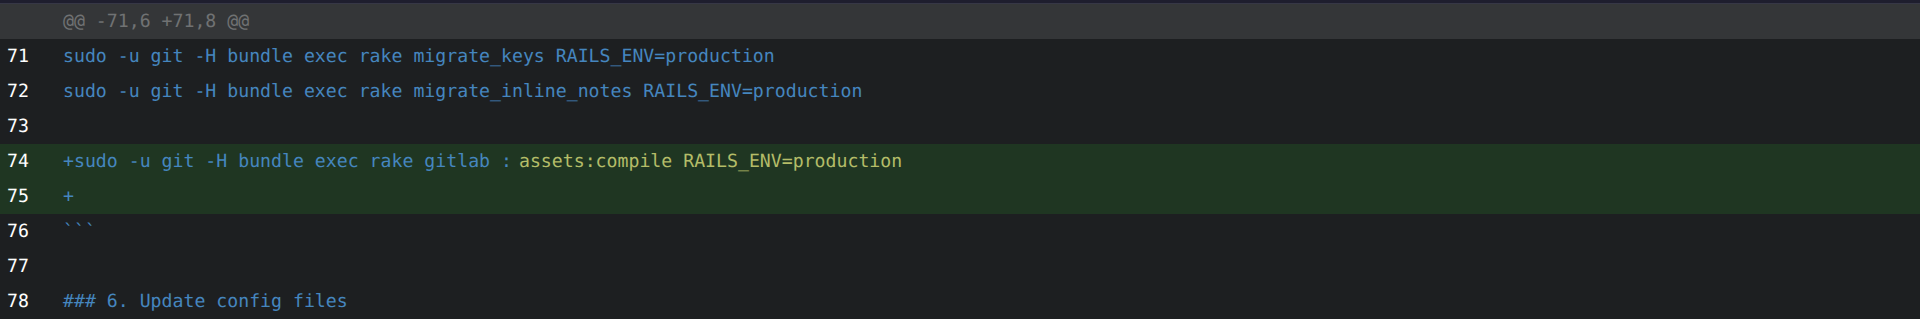 @@ -71,6 +71,8 @@
71 sudo -u git -H bundle exec rake migrate_keys RAILS_ENV=production
72 sudo -u git -H bundle exec rake migrate_inline_notes RAILS_ENV=production
73
74 +sudo -u git -H bundle exec rake gitlab : assets:compile RAILS_ENV=production
75 +
76 ```
77
78 ### 6. Update config files